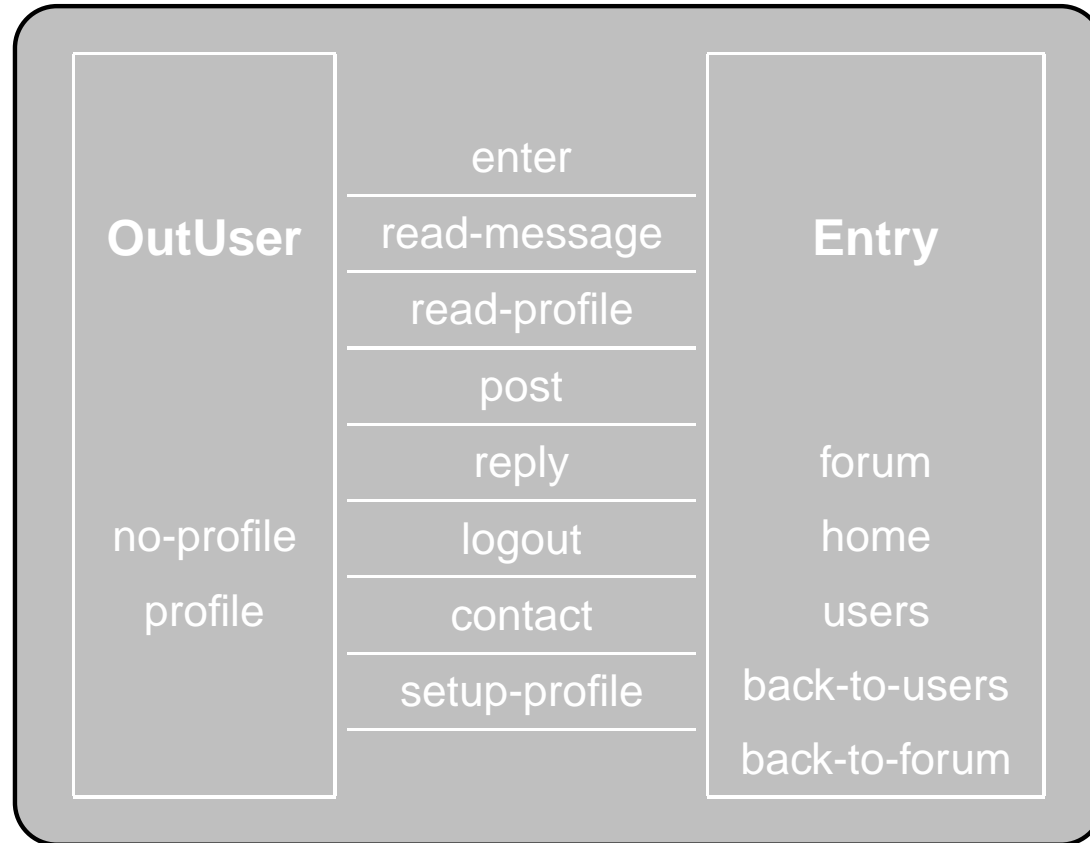 OutUser
no-profile
profile
enter
read-message
read-profile
post
reply
logout
contact
setup-profile
Entry
forum
home
users
back-to-users
back-to-forum